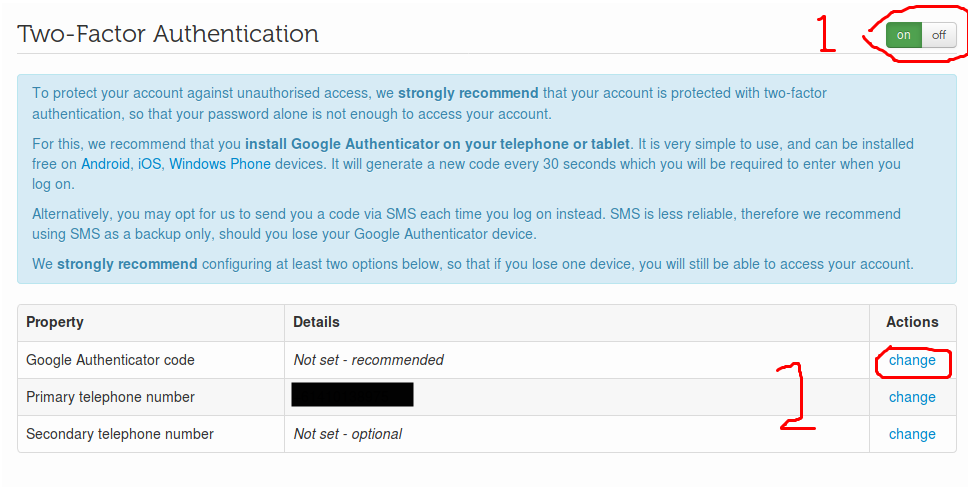 Two-Factor Authentication
1
on off
To protect your account against unauthorised access, we strongly recommend that your account is protected with two-factor
authentication, so that your password alone is not enough to access your account.
For this, we recommend that you install Google Authenticator on your telephone or tablet. It is very simple to use, and can be installed
free on Android, iOS, Windows Phone devices. It will generate a new code every 30 seconds which you will be required to enter when you
log on.
Alternatively, you may opt for us to send you a code via SMS each time you log on instead. SMS is less reliable, therefore we recommend
using SMS as a backup only, should you lose your Google Authenticator device.
We strongly recommend configuring at least two options below, so that if you lose one device, you will still be able to access your account.
Property Details Actions
Google Authenticator code Not set - recommended change
2
Primary telephone number change
Secondary telephone number Not set - optional change